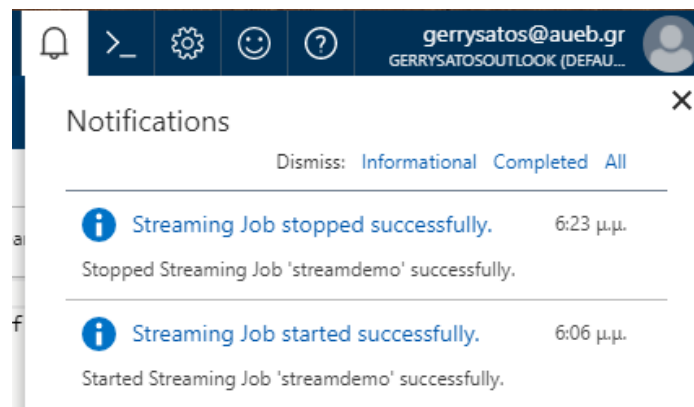 gerrysatos@aueb.gr
GERRYSATOSOUTLOOK (DEFAU...
Notifications
Dismiss: Informational Completed All
Streaming Job stopped successfully. 6:23 μ.μ.
Stopped Streaming Job 'streamdemo' successfully.
Streaming Job started successfully. 6:06 μ.μ.
Started Streaming Job 'streamdemo' successfully.